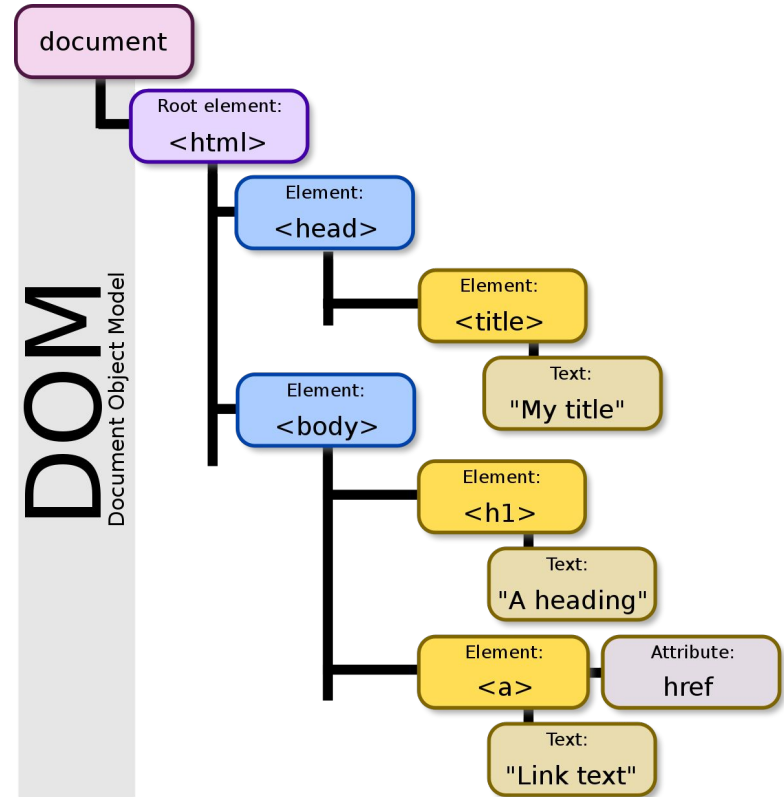 document
Root element:
<html>
Element:
<head>
Element:
<title>
Text:
"My title"
Element:
<body>
Element:
<h1>
Text:
"A heading"
Element:
<a>
Attribute:
href
Text:
"Link text"
DOM
Document Object Model